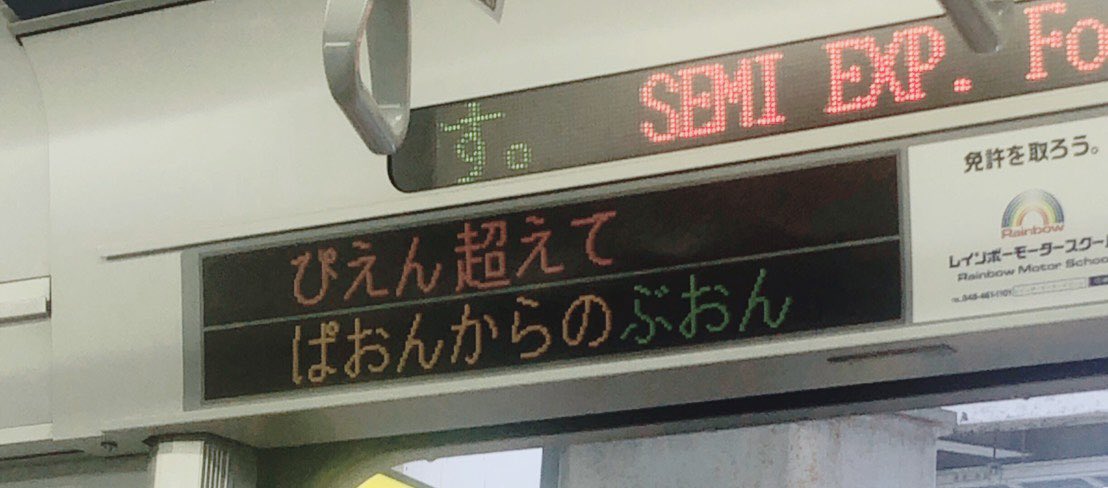 す。 SEMI EXP. Fo
ぴえん超えて
ぱおんからのぶおん
免許を取ろう。
Rainbow
レインボーモータースクール
Rainbow Motor School